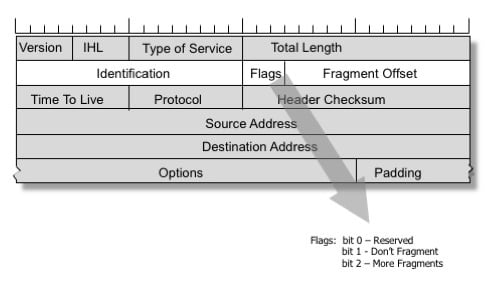 Version IHL Type of Service Total Length
Identification Flags Fragment Offset
Time To Live Protocol Header Checksum
Source Address
Destination Address
Options Padding
Flags: bit 0 – Reserved
bit 1 - Don't Fragment
bit 2 – More Fragments